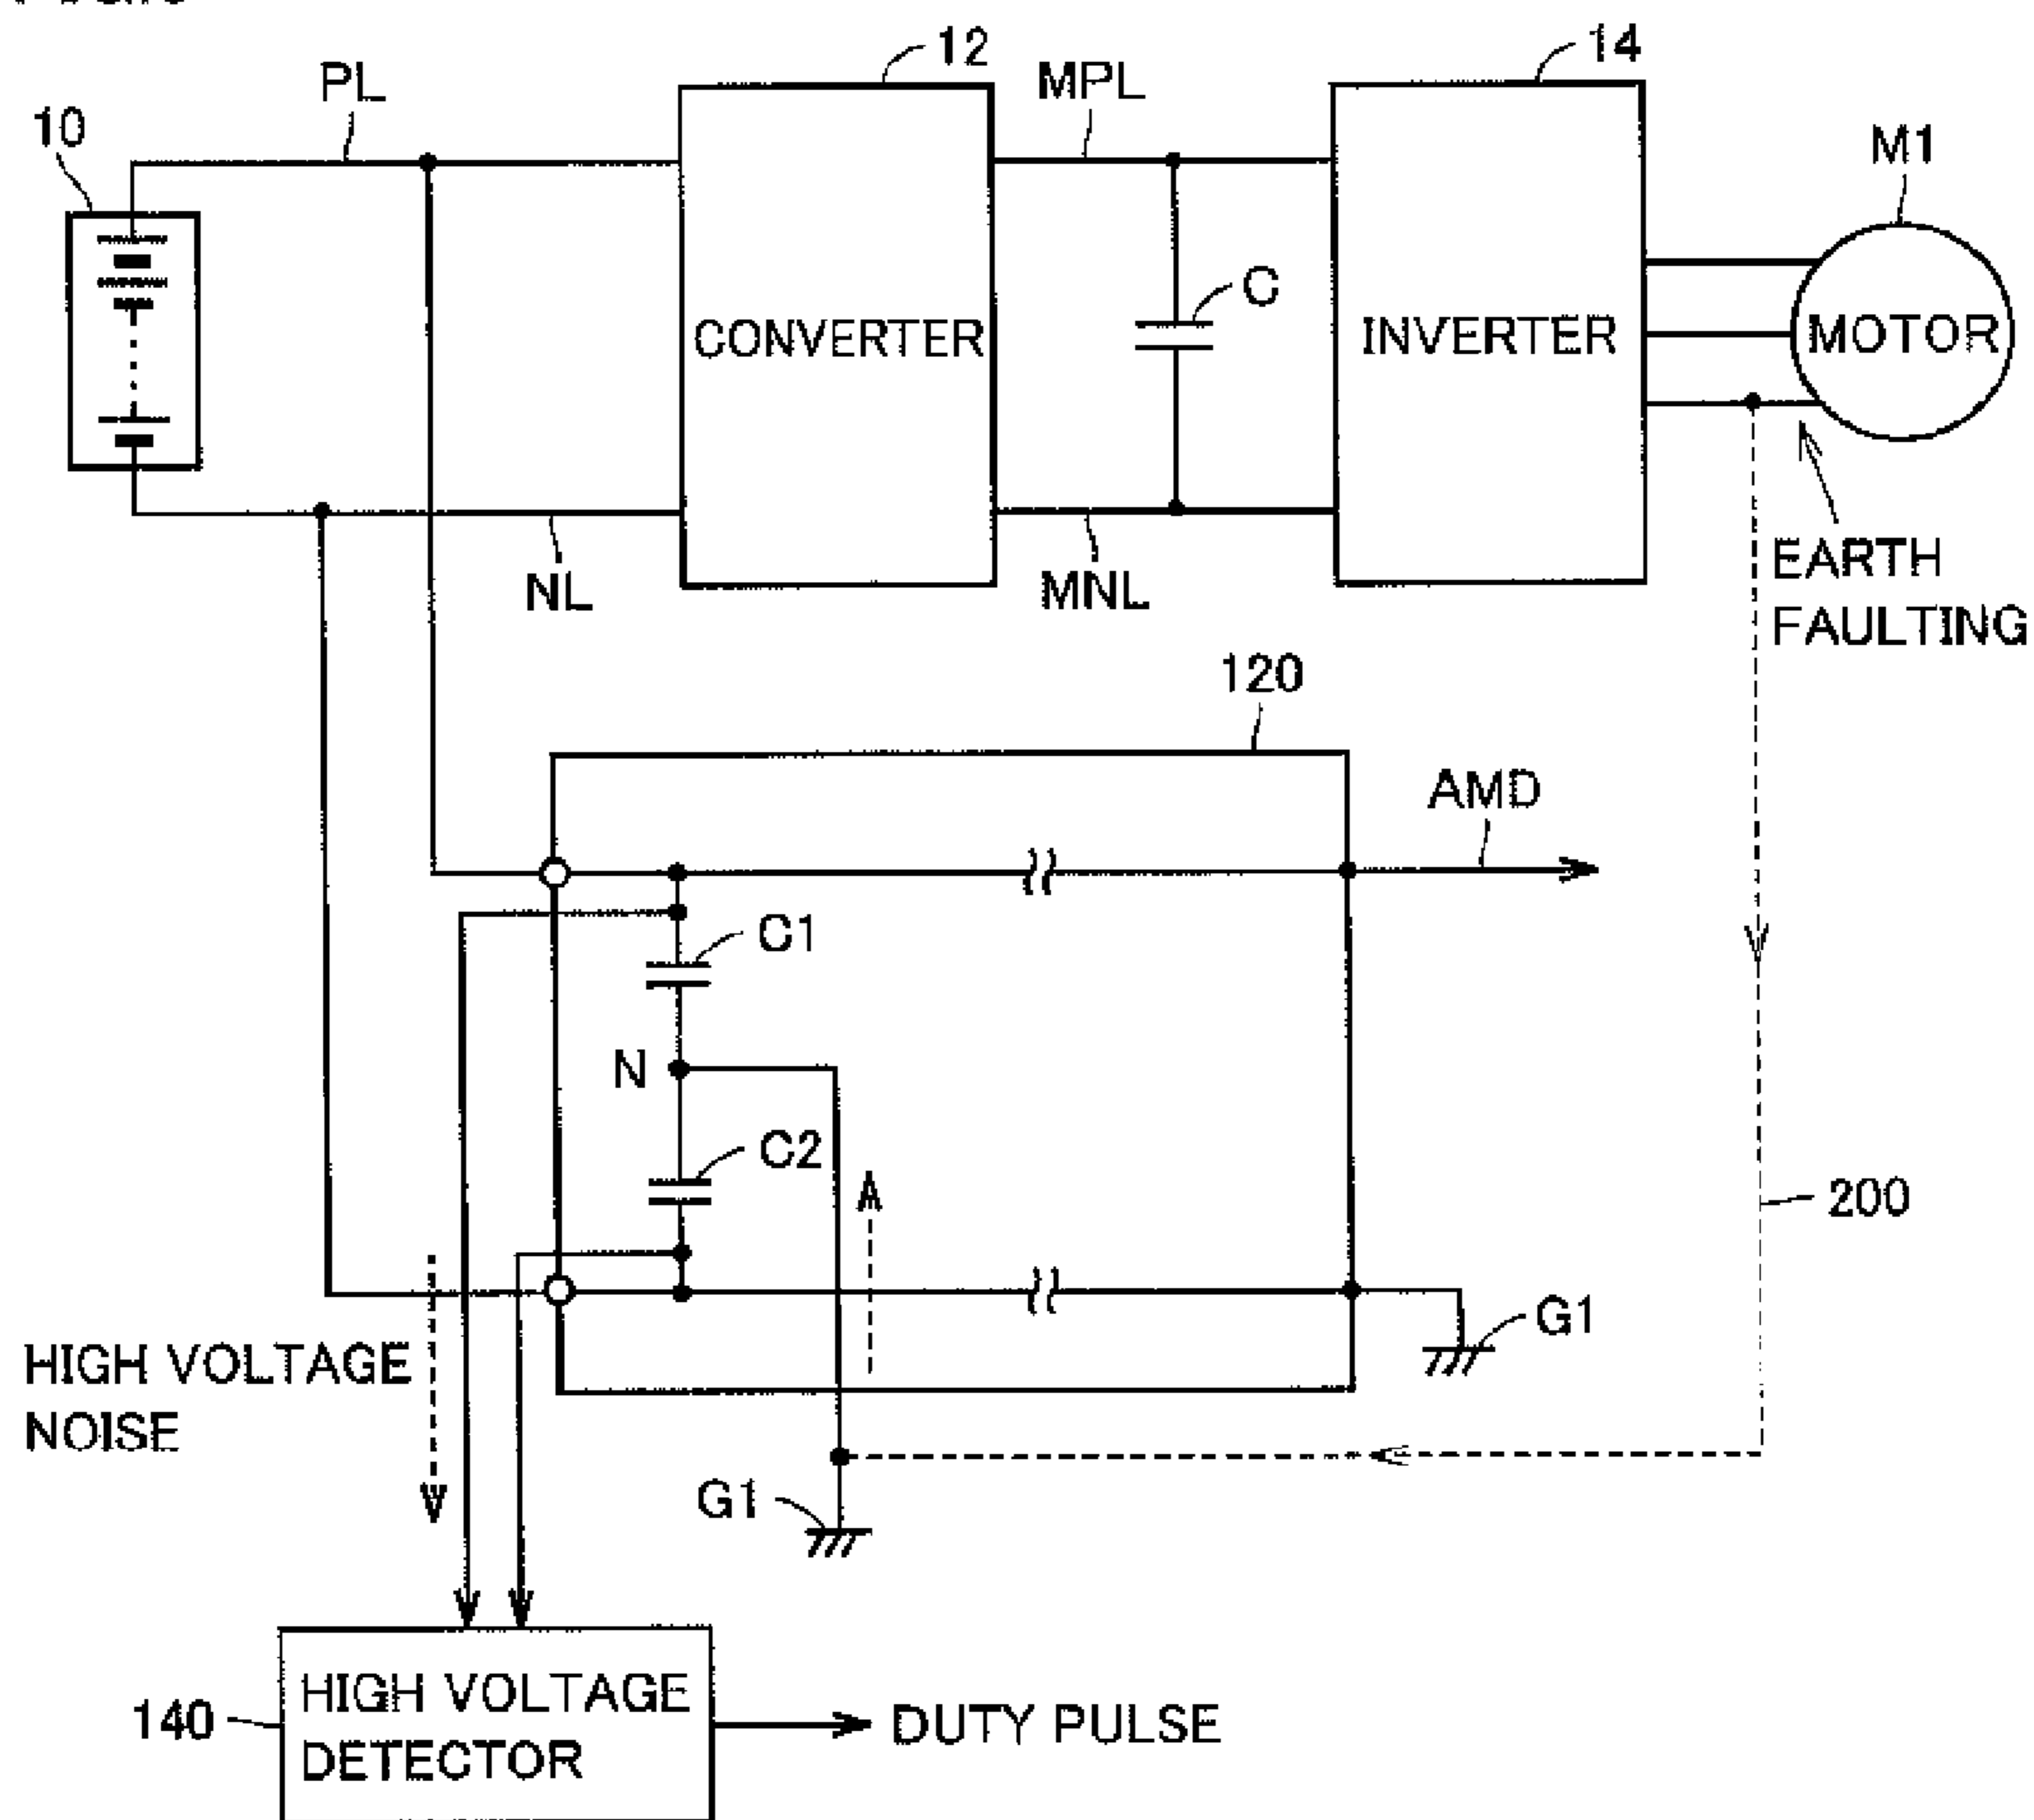 12
14
PL
MPL
10
M1
C
CONVERTER
INVERTER
MOTOR
NL
MNL
EARTH
FAULTING
120
AMD
C1
N
C2
200
G1
HIGH VOLTAGE
NOISE
G1
HIGH VOLTAGE
DETECTOR
140
DUTY PULSE